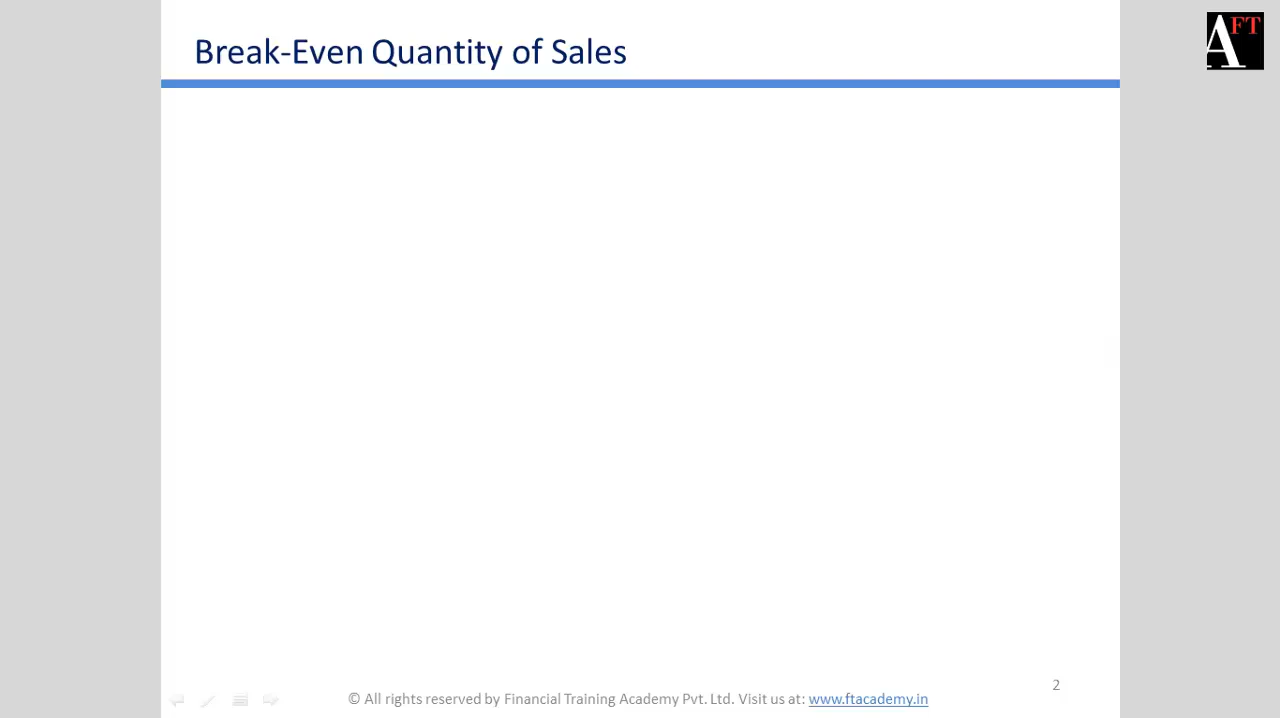 AFT
Break-Even Quantity of Sales
2
© All rights reserved by Financial Training Academy Pvt. Ltd. Visit us at: www.ftacademy.in